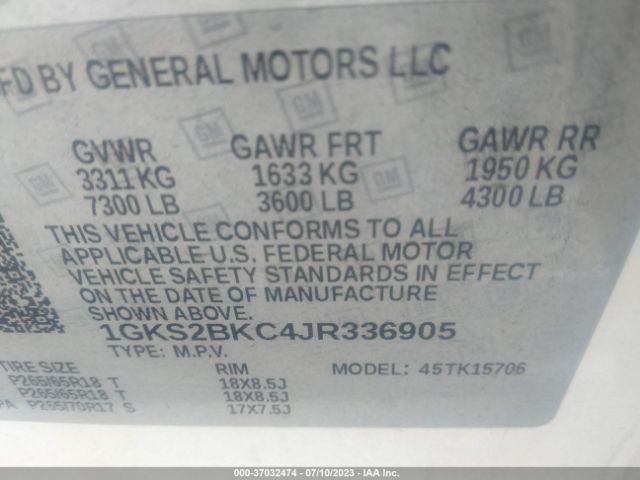 FD BY GENERAL MOTORS LLC
GVWR GAWR FRT GAWR RR
3311 KG 1633 KG 1950 KG
7300 LB 3600 LB 4300 LB
THIS VEHICLE CONFORMS TO ALL
APPLICABLE U.S. FEDERAL MOTOR
VEHICLE SAFETY STANDARDS IN EFFECT
ON THE DATE OF MANUFACTURE
SHOWN ABOVE.
1GKS2BKC4JR336905
TYPE: M.P.V.
TIRE SIZE RIM MODEL: 45TK15706
P265/65R18 T 18X8.5J
P265/65R18 T 18X8.5J
PA P265/70R17 S 17X7.5J
000-37032474 / 07/10/2023 - IAA Inc.